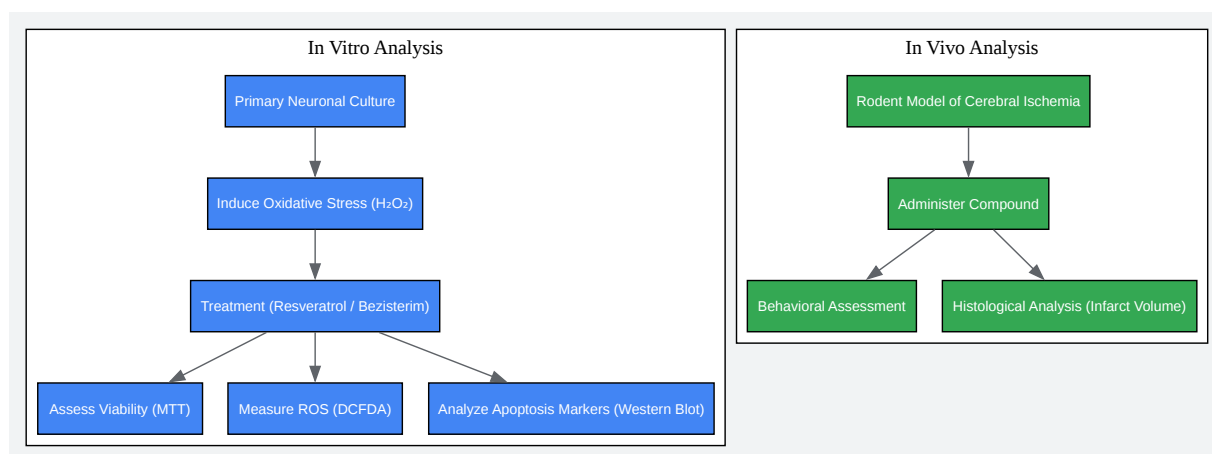 In Vitro Analysis
Primary Neuronal Culture
Induce Oxidative Stress (H₂O₂)
Treatment (Resveratrol / Bezisterim)
Assess Viability (MTT)
Measure ROS (DCFDA)
Analyze Apoptosis Markers (Western Blot)
In Vivo Analysis
Rodent Model of Cerebral Ischemia
Administer Compound
Behavioral Assessment
Histological Analysis (Infarct Volume)